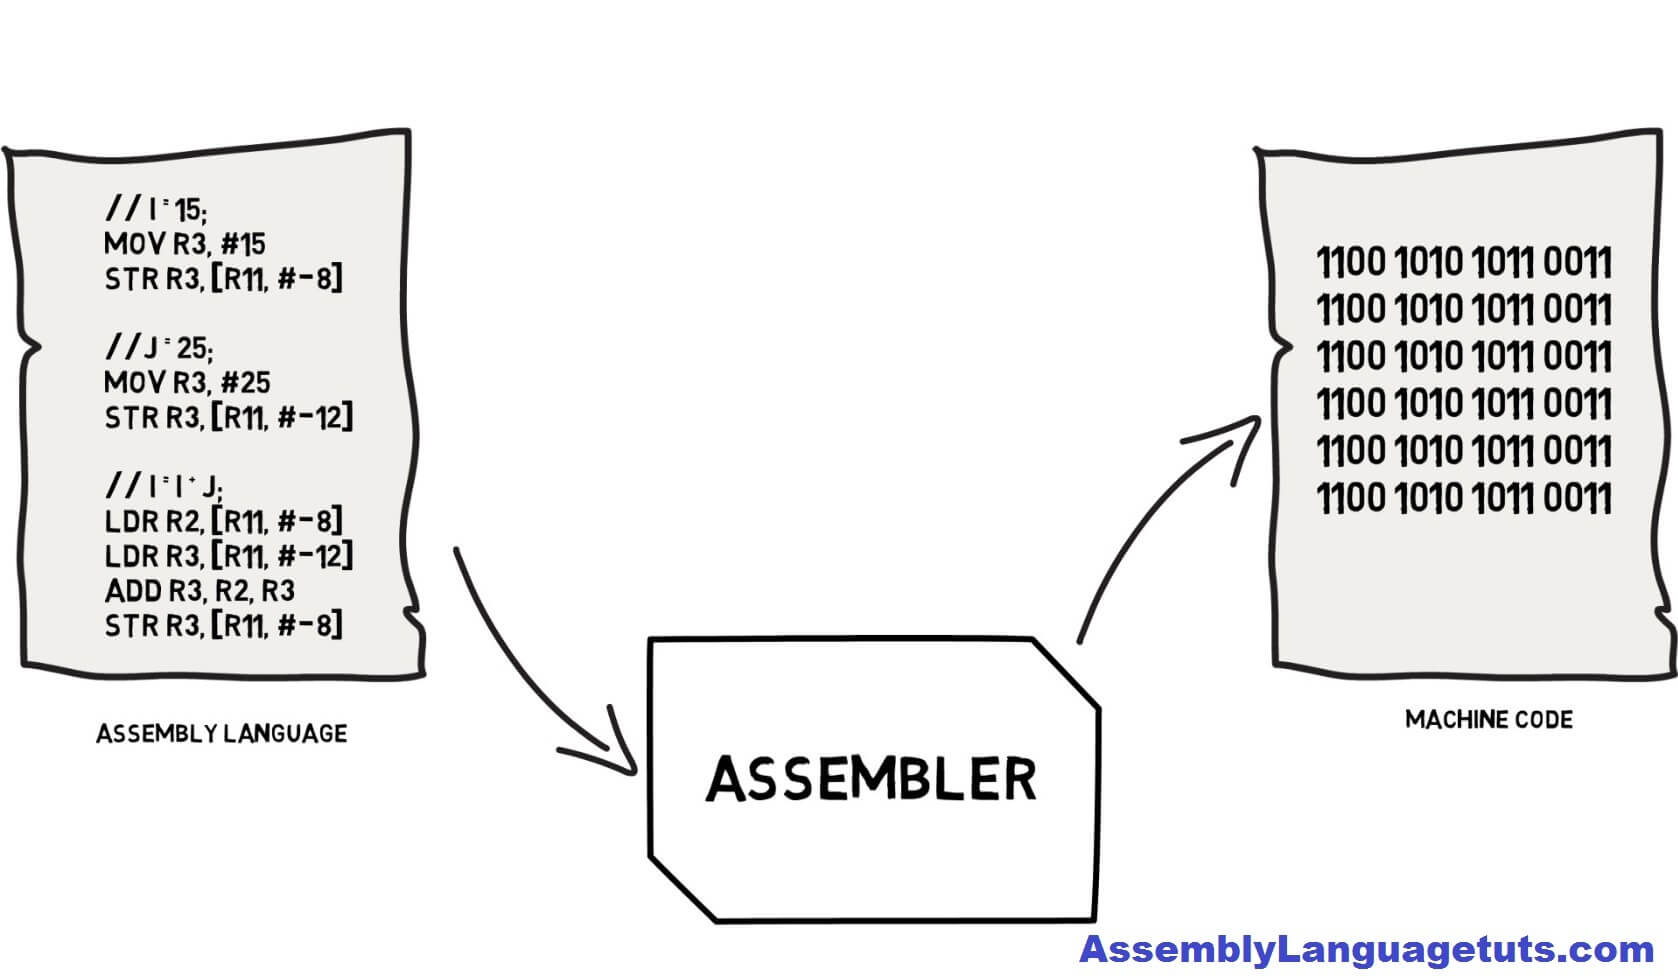 //I=15;
MOV R3, #15
STR R3, [R11, #-8]
//J=25;
MOV R3, #25
STR R3, [R11, #-12]
//I=I+J;
LDR R2, [R11, #-8]
LDR R3, [R11, #-12]
ADD R3, R2, R3
STR R3, [R11, #-8]
ASSEMBLY LANGUAGE
ASSEMBLER
1100 1010 1011 0011
1100 1010 1011 0011
1100 1010 1011 0011
1100 1010 1011 0011
1100 1010 1011 0011
1100 1010 1011 0011
MACHINE CODE
AssemblyLanguagetuts.com